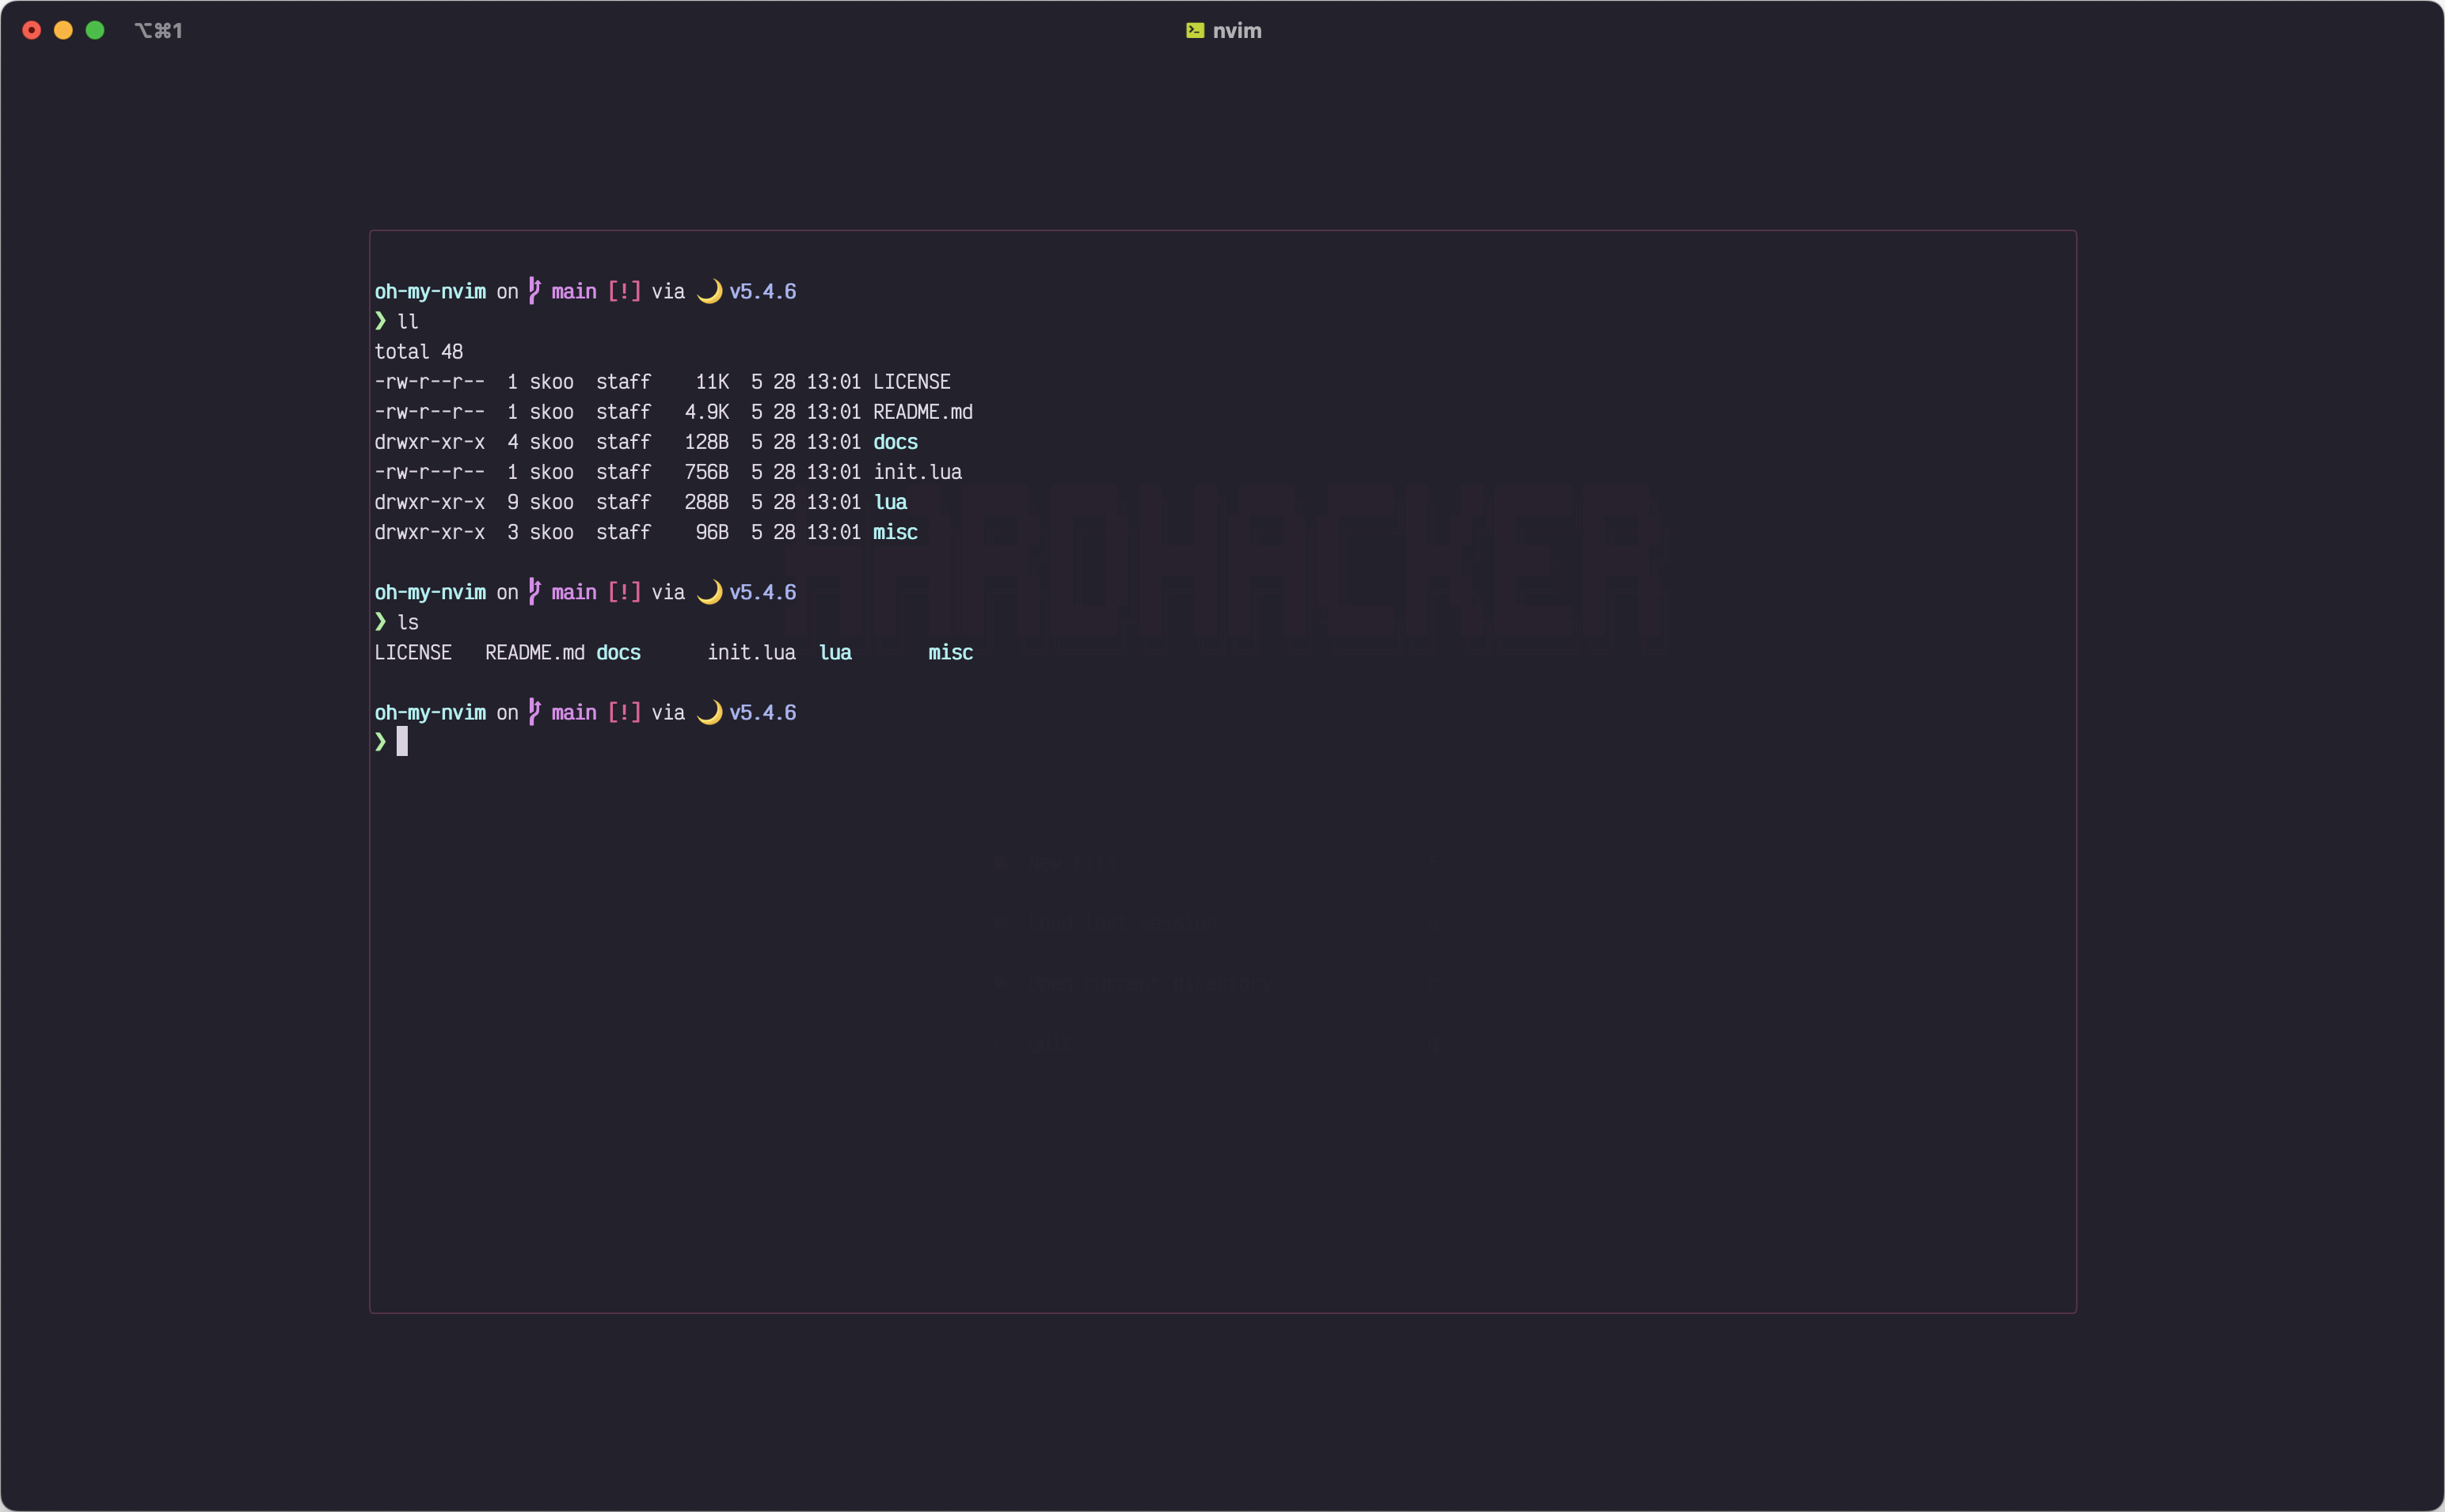 ⌥⌘1 nvim
oh-my-nvim on main [!] via 🌙 v5.4.6
❯ ll
total 48
-rw-r--r--  1 skoo  staff    11K  5 28 13:01 LICENSE
-rw-r--r--  1 skoo  staff   4.9K  5 28 13:01 README.md
drwxr-xr-x  4 skoo  staff   128B  5 28 13:01 docs
-rw-r--r--  1 skoo  staff   756B  5 28 13:01 init.lua
drwxr-xr-x  9 skoo  staff   288B  5 28 13:01 lua
drwxr-xr-x  3 skoo  staff    96B  5 28 13:01 misc
HARDHACKER
oh-my-nvim on main [!] via 🌙 v5.4.6
❯ ls
LICENSE   README.md docs      init.lua  lua       misc
oh-my-nvim on main [!] via 🌙 v5.4.6
❯